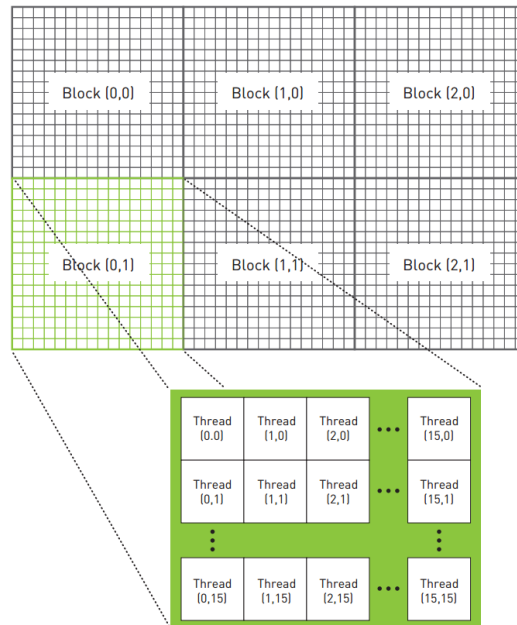 Block (0,0) Block (1,0) Block (2,0)
Block (0,1) Block (1,1) Block (2,1)
Thread Thread Thread Thread
(0.0) (1,0) (2,0) ••• (15,0)
Thread Thread Thread Thread
(0,1) (1,1) (2,1) ••• (15,1)
Thread Thread Thread Thread
(0,15) (1,15) (2,15) ••• (15,15)